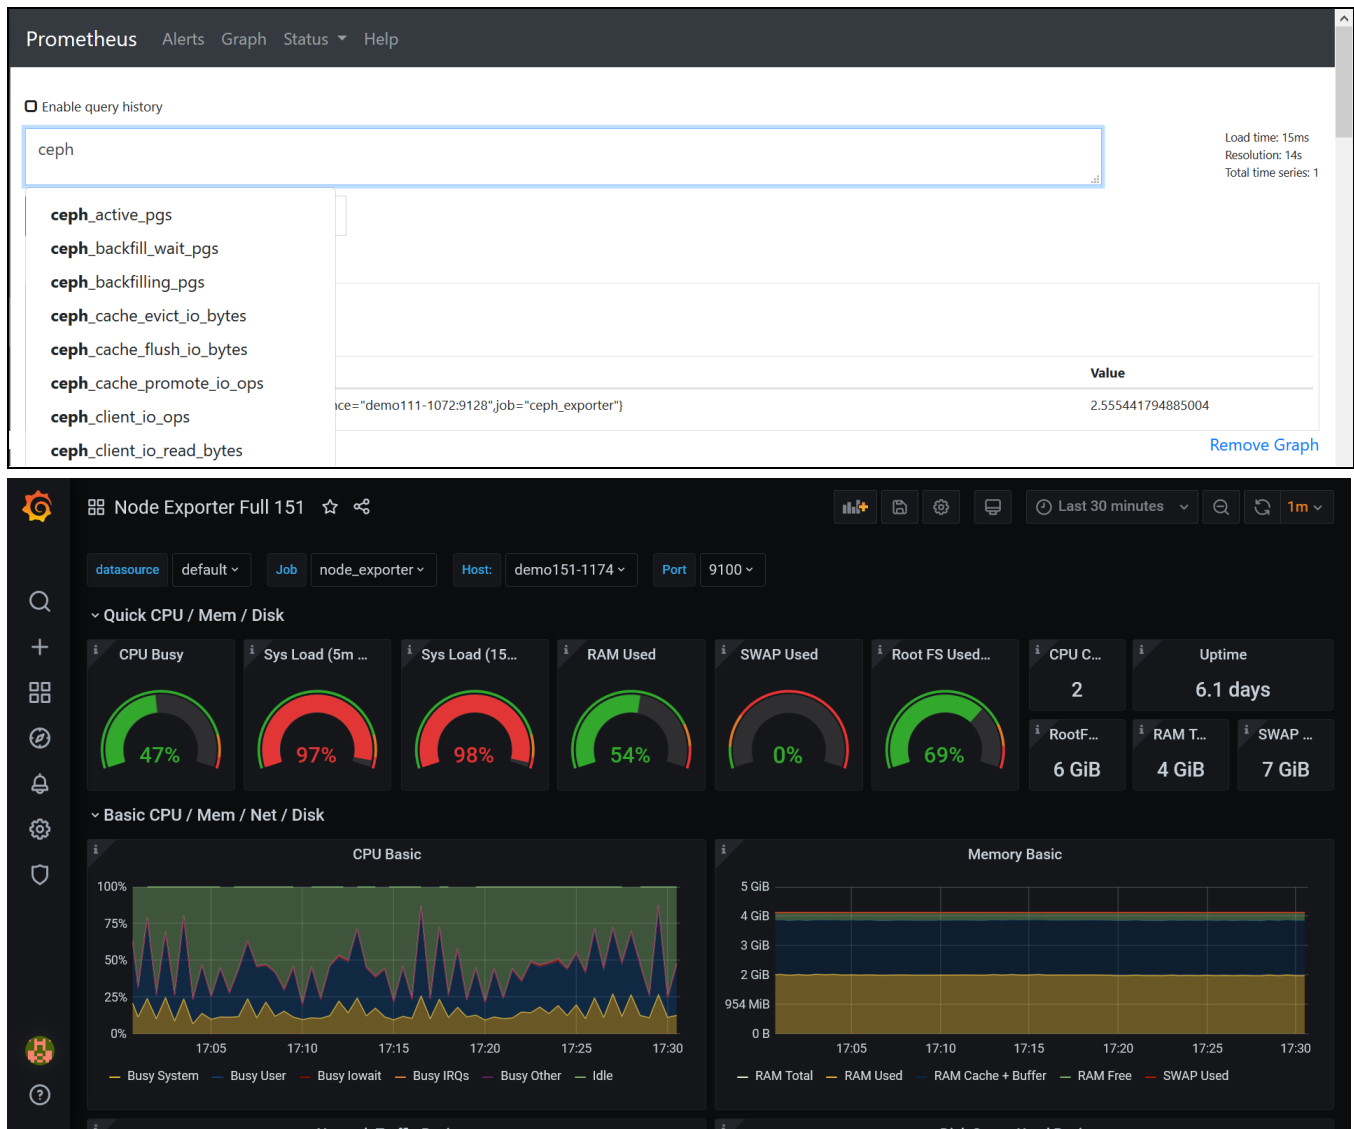 Prometheus Alerts Graph Status Help
Enable query history
ceph
Load time: 15ms
Resolution: 14s
Total time series: 1
ceph_active_pgs
ceph_backfill_wait_pgs
ceph_backfilling_pgs
ceph_cache_evict_io_bytes
ceph_cache_flush_io_bytes
ceph_cache_promote_io_ops
ceph_client_io_ops
ceph_client_io_read_bytes
Value
nce="demo111-1072:9128",job="ceph_exporter"} 2.555441794885004
Remove Graph
Node Exporter Full 151 Last 30 minutes 1m
datasource default Job node_exporter Host: demo151-1174 Port 9100
Quick CPU / Mem / Disk
CPU Busy Sys Load (5m ... Sys Load (15... RAM Used SWAP Used Root FS Used... CPU C... Uptime
2 6.1 days
47% 97% 98% 54% 0% 69%
RootF... RAM T... SWAP ...
6 GiB 4 GiB 7 GiB
Basic CPU / Mem / Net / Disk
CPU Basic
100%
75%
50%
25%
0%
17:05 17:10 17:15 17:20 17:25 17:30
Busy System Busy User Busy Iowait Busy IRQs Busy Other Idle
Memory Basic
5 GiB
4 GiB
3 GiB
2 GiB
954 MiB
0 B
17:05 17:10 17:15 17:20 17:25 17:30
RAM Total RAM Used RAM Cache + Buffer RAM Free SWAP Used